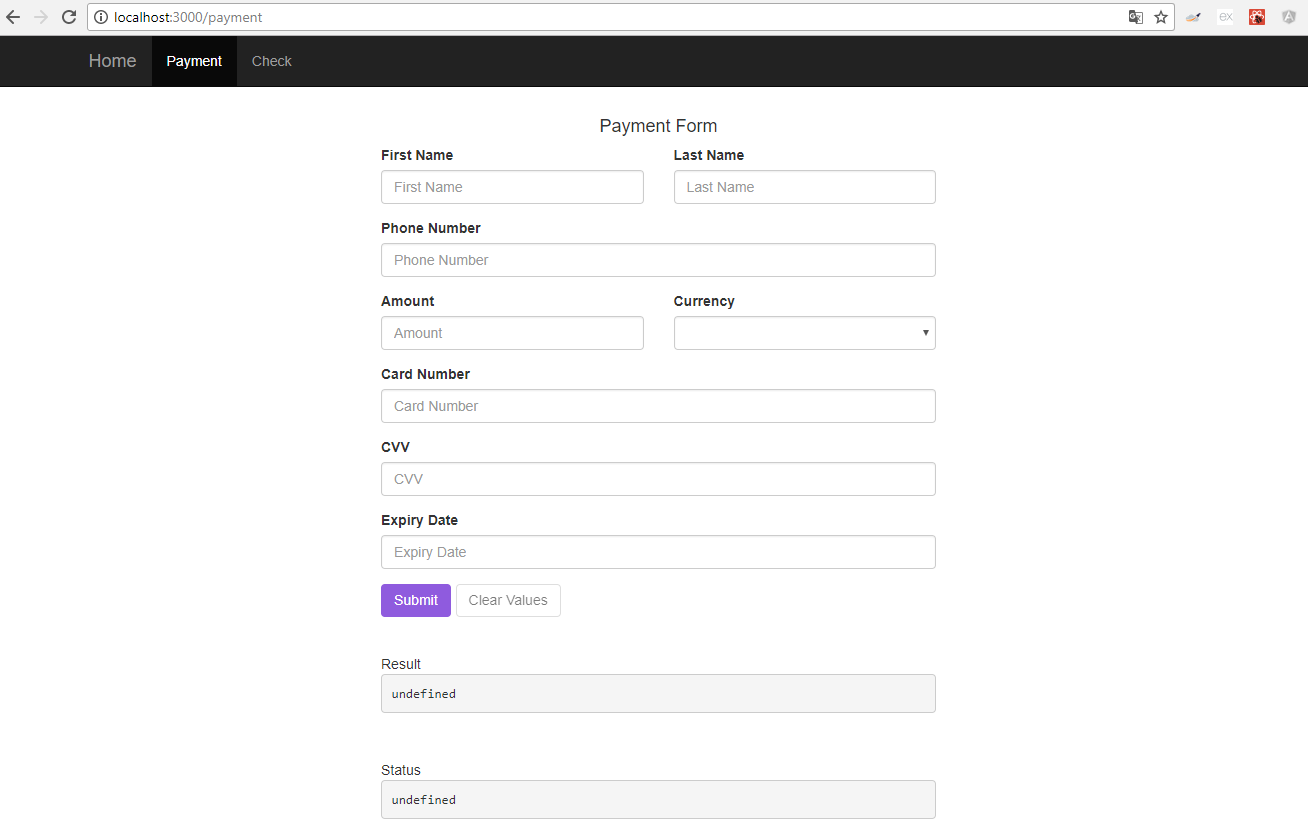 localhost:3000/payment
ex
Home Payment Check
Payment Form
First Name Last Name
First Name Last Name
Phone Number
Phone Number
Amount Currency
Amount
Card Number
Card Number
CVV
CVV
Expiry Date
Expiry Date
Submit Clear Values
Result
undefined
Status
undefined